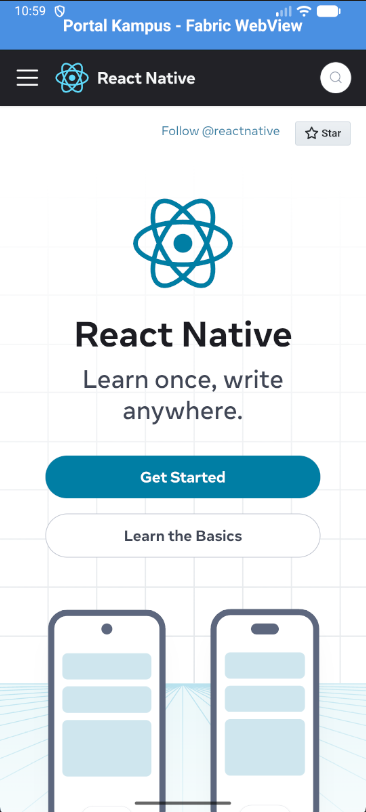 10:59
Portal Kampus - Fabric WebView
React Native
Follow @reactnative
Star
React Native
Learn once, write
anywhere.
Get Started
Learn the Basics